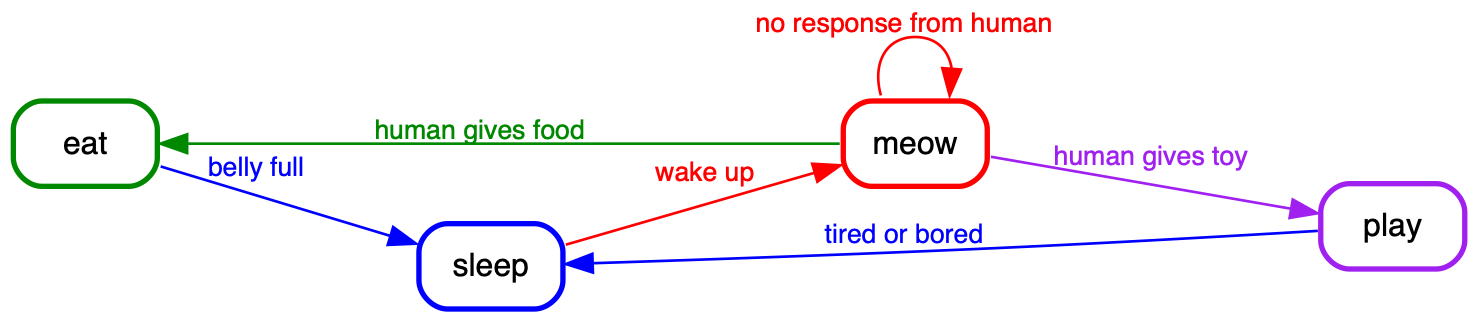 no response from human
eat
human gives food
meow
belly full
wake up
human gives toy
play
tired or bored
sleep